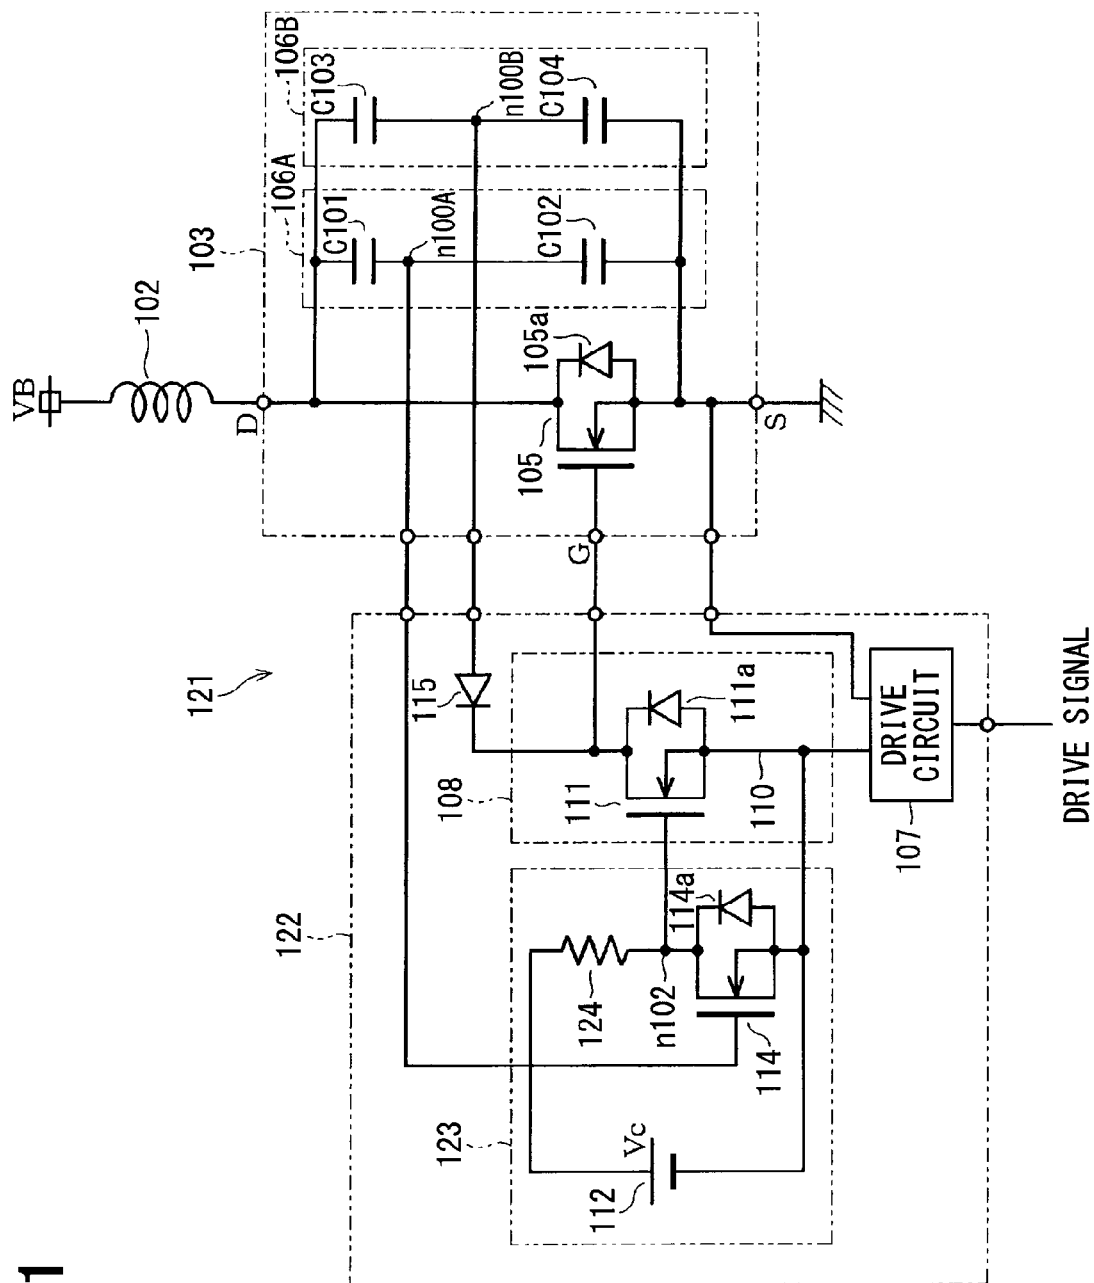 1
VB
102
103
106B
106A
C103
C101
n100B
n100A
C104
C102
D
105a
105
S
G
121
115
122
108
111a
111
110
123
114a
124
n102
114
112
Vc
DRIVE
CIRCUIT
107
DRIVE SIGNAL